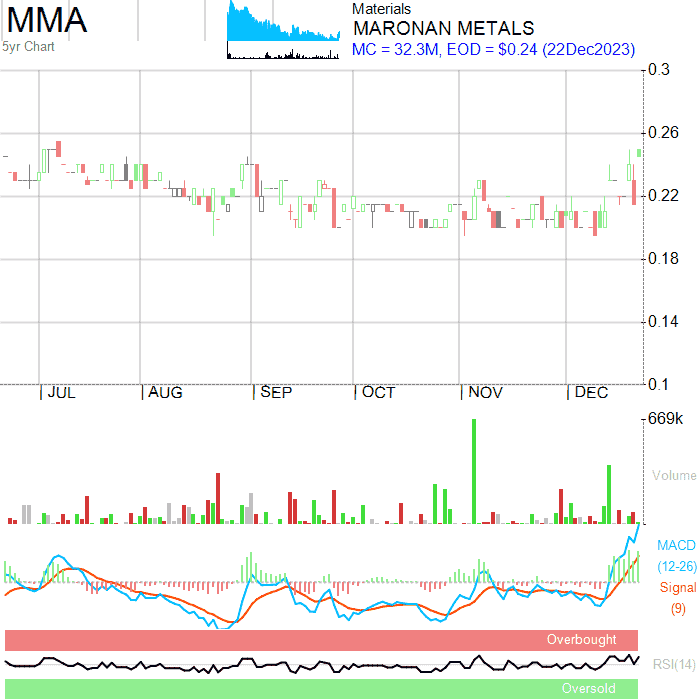 MMA
5yr Chart
Materials
MARONAN METALS
MC = 32.3M, EOD = $0.24 (22Dec2023)
0.3
0.26
0.22
0.18
0.14
0.1
JUL AUG SEP OCT NOV DEC
669k
Volume
MACD
(12-26)
Signal
(9)
Overbought
RSI(14)
Oversold